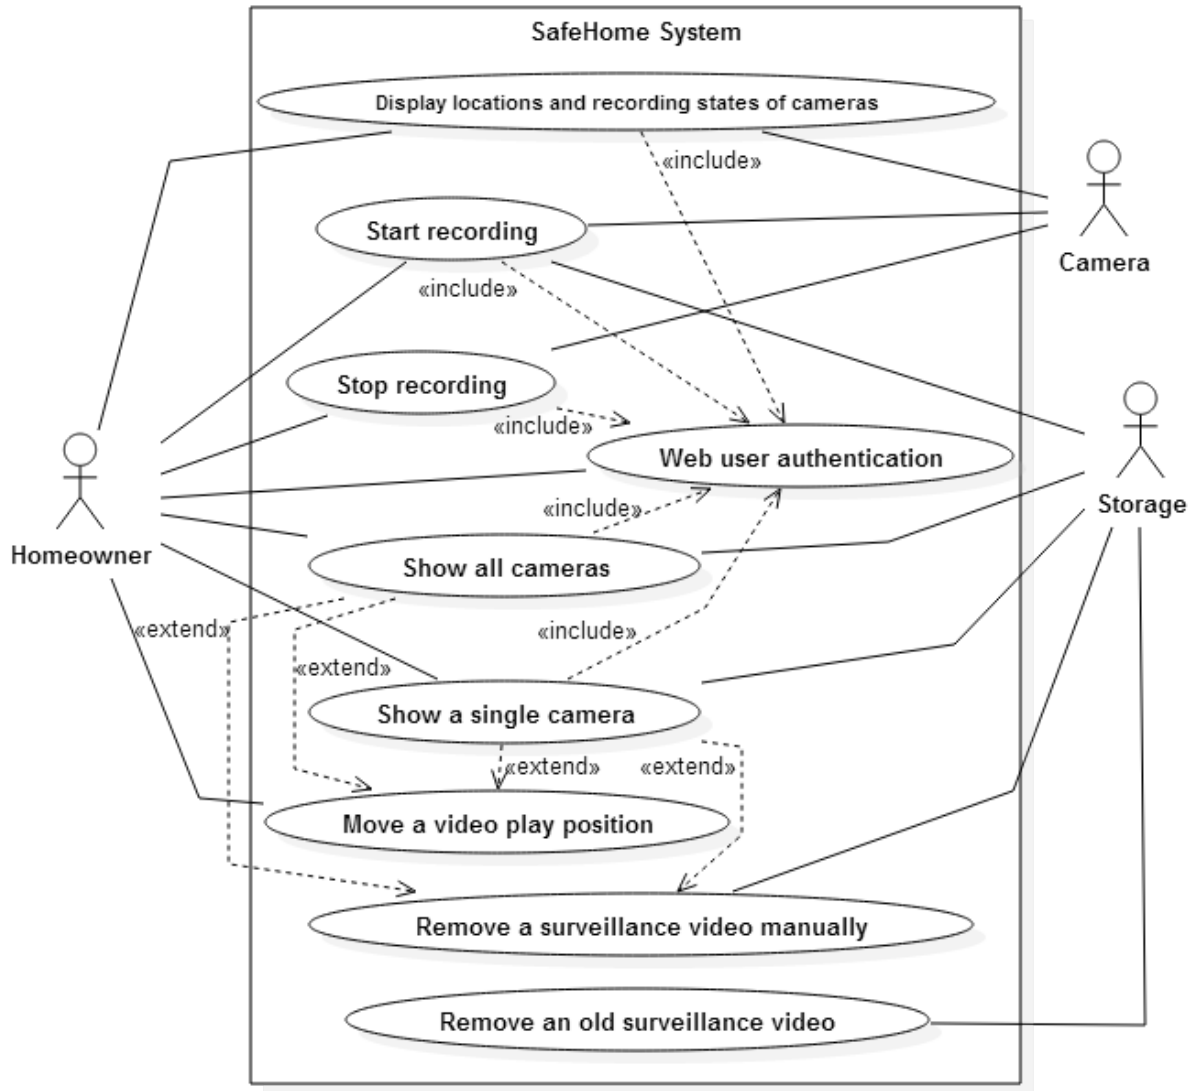 SafeHome System
Display locations and recording states of cameras
«include»
Start recording
Camera
«include»
Stop recording
«include»
Web user authentication
Storage
Homeowner
«include»
Show all cameras
«extend»
«include»
«extend»
Show a single camera
«extend»
«extend»
Move a video play position
Remove a surveillance video manually
Remove an old surveillance video